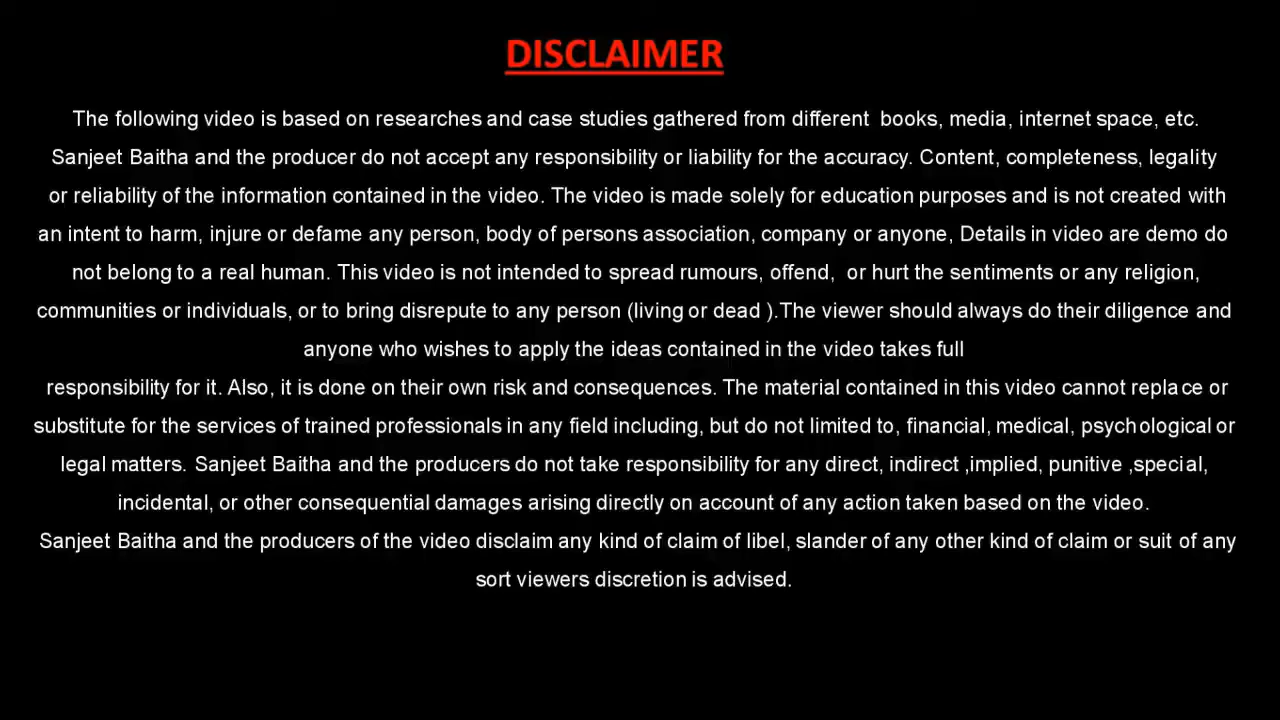 DISCLAIMER
The following video is based on researches and case studies gathered from different books, media, internet space, etc.
Sanjeet Baitha and the producer do not accept any responsibility or liability for the accuracy. Content, completeness, legality
or reliability of the information contained in the video. The video is made solely for education purposes and is not created with
an intent to harm, injure or defame any person, body of persons association, company or anyone, Details in video are demo do
not belong to a real human. This video is not intended to spread rumours, offend, or hurt the sentiments or any religion,
communities or individuals, or to bring disrepute to any person (living or dead ).The viewer should always do their diligence and
anyone who wishes to apply the ideas contained in the video takes full
responsibility for it. Also, it is done on their own risk and consequences. The material contained in this video cannot replace or
substitute for the services of trained professionals in any field including, but do not limited to, financial, medical, psychological or
legal matters. Sanjeet Baitha and the producers do not take responsibility for any direct, indirect ,implied, punitive ,special,
incidental, or other consequential damages arising directly on account of any action taken based on the video.
Sanjeet Baitha and the producers of the video disclaim any kind of claim of libel, slander of any other kind of claim or suit of any
sort viewers discretion is advised.